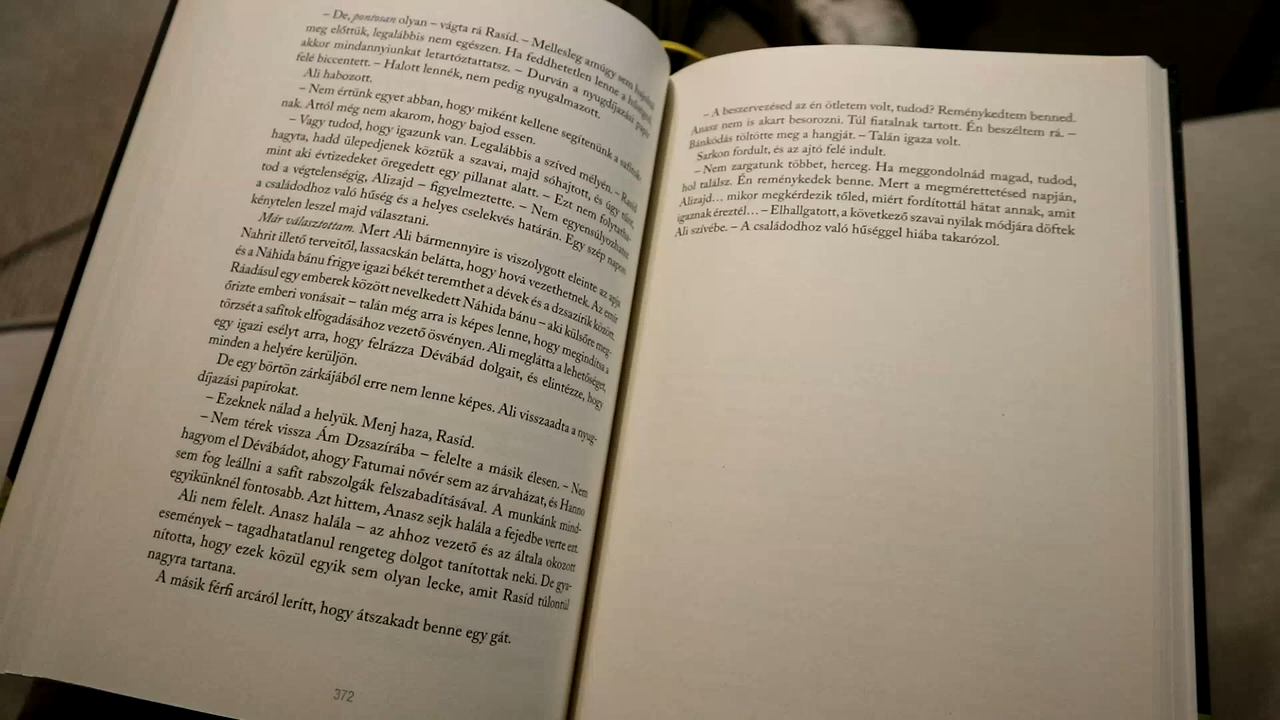 – De, pontosan olyan – vágta rá Rasíd. – Mellesleg amúgy sem
meg előttük, legalábbis nem egészen. Ha feddhetetlen lenne a
akkor mindannyiunkat letartóztattatsz. – Durván a nyugdíjazási papír
felé biccentett. – Halott lennék, nem pedig nyugalmazott.
Ali habozott.
– Nem értünk egyet abban, hogy miként kellene segítenünk a safitok-
nak. Attól még nem akarom, hogy bajod essen.
– Vagy tudod, hogy igazunk van. Legalábbis a szíved mélyén. – Rasíd
hagyta, hadd ülepedjenek köztük a szavai, majd sóhajtott, és úgy tűnt,
mint aki évtizedeket öregedett egy pillanat alatt. – Ezt nem folytatha-
tod a végtelenségig, Alizajd – figyelmeztette. – Nem egyensúlyozhatsz
a családodhoz való hűség és a helyes cselekvés határán. Egy szép napon
kénytelen leszel majd választani.
Már választottam. Mert Ali bármennyire is viszolygott eleinte az apja
Nahrit illető terveitől, lassacskán belátta, hogy hová vezethetnek. Az emír
és a Náhida bánu frigye igazi békét teremthet a dévek és a dzsazírik között.
Ráadásul egy emberek között nevelkedett Náhida bánu – aki külsőre meg-
őrizte emberi vonásait – talán még arra is képes lenne, hogy megindítsa a
törzsét a safitok elfogadásához vezető ösvényen. Ali meglátta a lehetőséget,
egy igazi esélyt arra, hogy felrázza Dévábád dolgait, és elintézze, hogy
minden a helyére kerüljön.
De egy börtön zárkájából erre nem lenne képes. Ali visszaadta a nyug-
díjazási papírokat.
– Ezeknek nálad a helyük. Menj haza, Rasíd.
– Nem térek vissza Ám Dzsazírába – felelte a másik élesen. – Nem
hagyom el Dévábádot, ahogy Fatumai nővér sem az árvaházat, és Hanno
sem fog leállni a safit rabszolgák felszabadításával. A munkánk mind-
egyikünknél fontosabb. Azt hittem, Anasz sejk halála a fejedbe verte ezt.
Ali nem felelt. Anasz halála – az ahhoz vezető és az általa okozott
események – tagadhatatlanul rengeteg dolgot tanítottak neki. De gya-
nította, hogy ezek közül egyik sem olyan lecke, amit Rasíd túlontúl
nagyra tartana.
A másik férfi arcáról lerítt, hogy átszakadt benne egy gát.
372
– A beszervezésed az én ötletem volt, tudod? Reménykedtem benned.
Anasz nem is akart besorozni. Túl fiatalnak tartott. Én beszéltem rá. –
Bánkódás töltötte meg a hangját. – Talán igaza volt.
Sarkon fordult, és az ajtó felé indult.
– Nem zargatunk többet, herceg. Ha meggondolnád magad, tudod,
hol találsz. Én reménykedek benne. Mert a megmérettetésed napján,
Alizajd… mikor megkérdezik tőled, miért fordítottál hátat annak, amit
igaznak éreztél… – Elhallgatott, a következő szavai nyilak módjára döftek
Ali szívébe. – A családodhoz való hűséggel hiába takarózol.